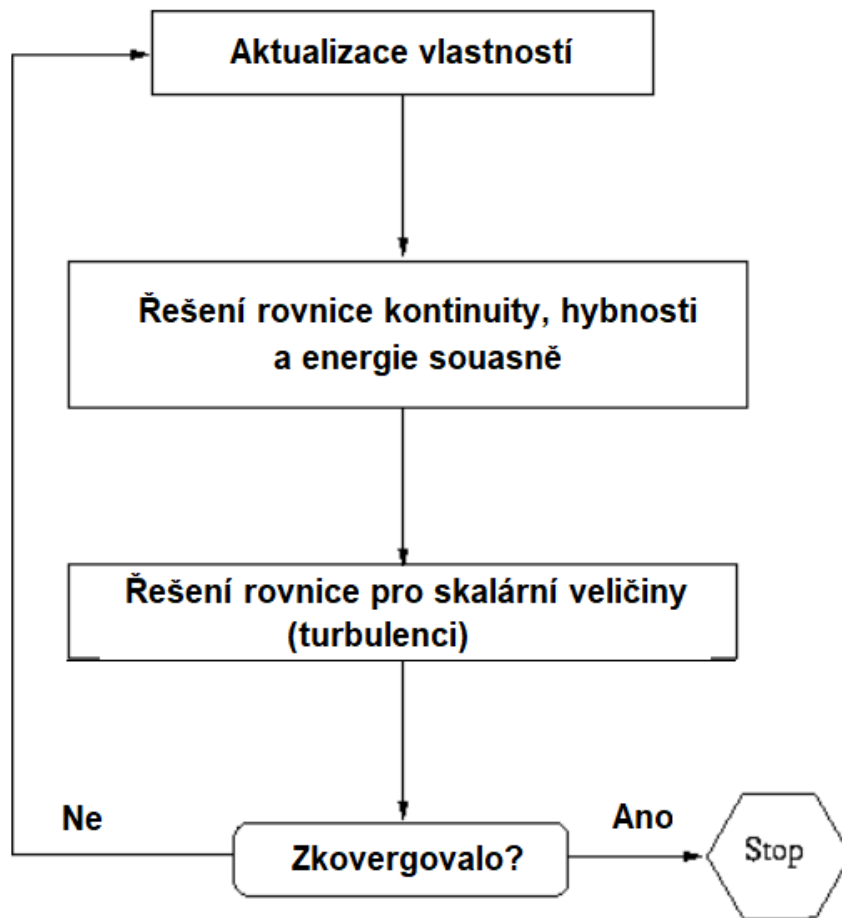 Aktualizace vlastností
Řešení rovnice kontinuity, hybnosti
a energie souasně
Řešení rovnice pro skalární veličiny
(turbulenci)
Ne
Ano
Zkovergovalo?
Stop